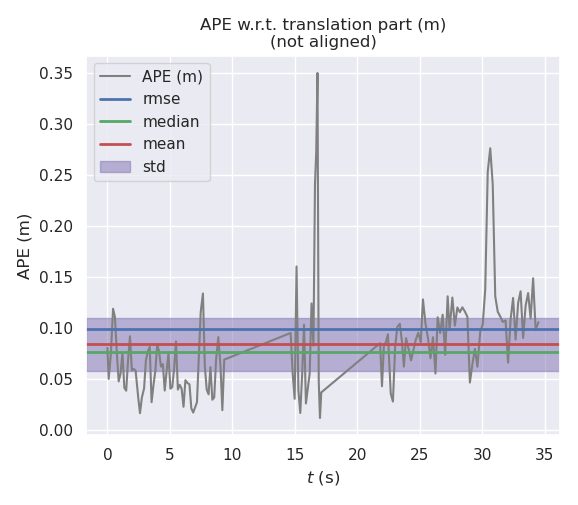 APE w.r.t. translation part (m)
(not aligned)
APE (m)
rmse
median
mean
std
APE (m)
0.35
0.30
0.25
0.20
0.15
0.10
0.05
0.00
0 5 10 15 20 25 30 35
t (s)